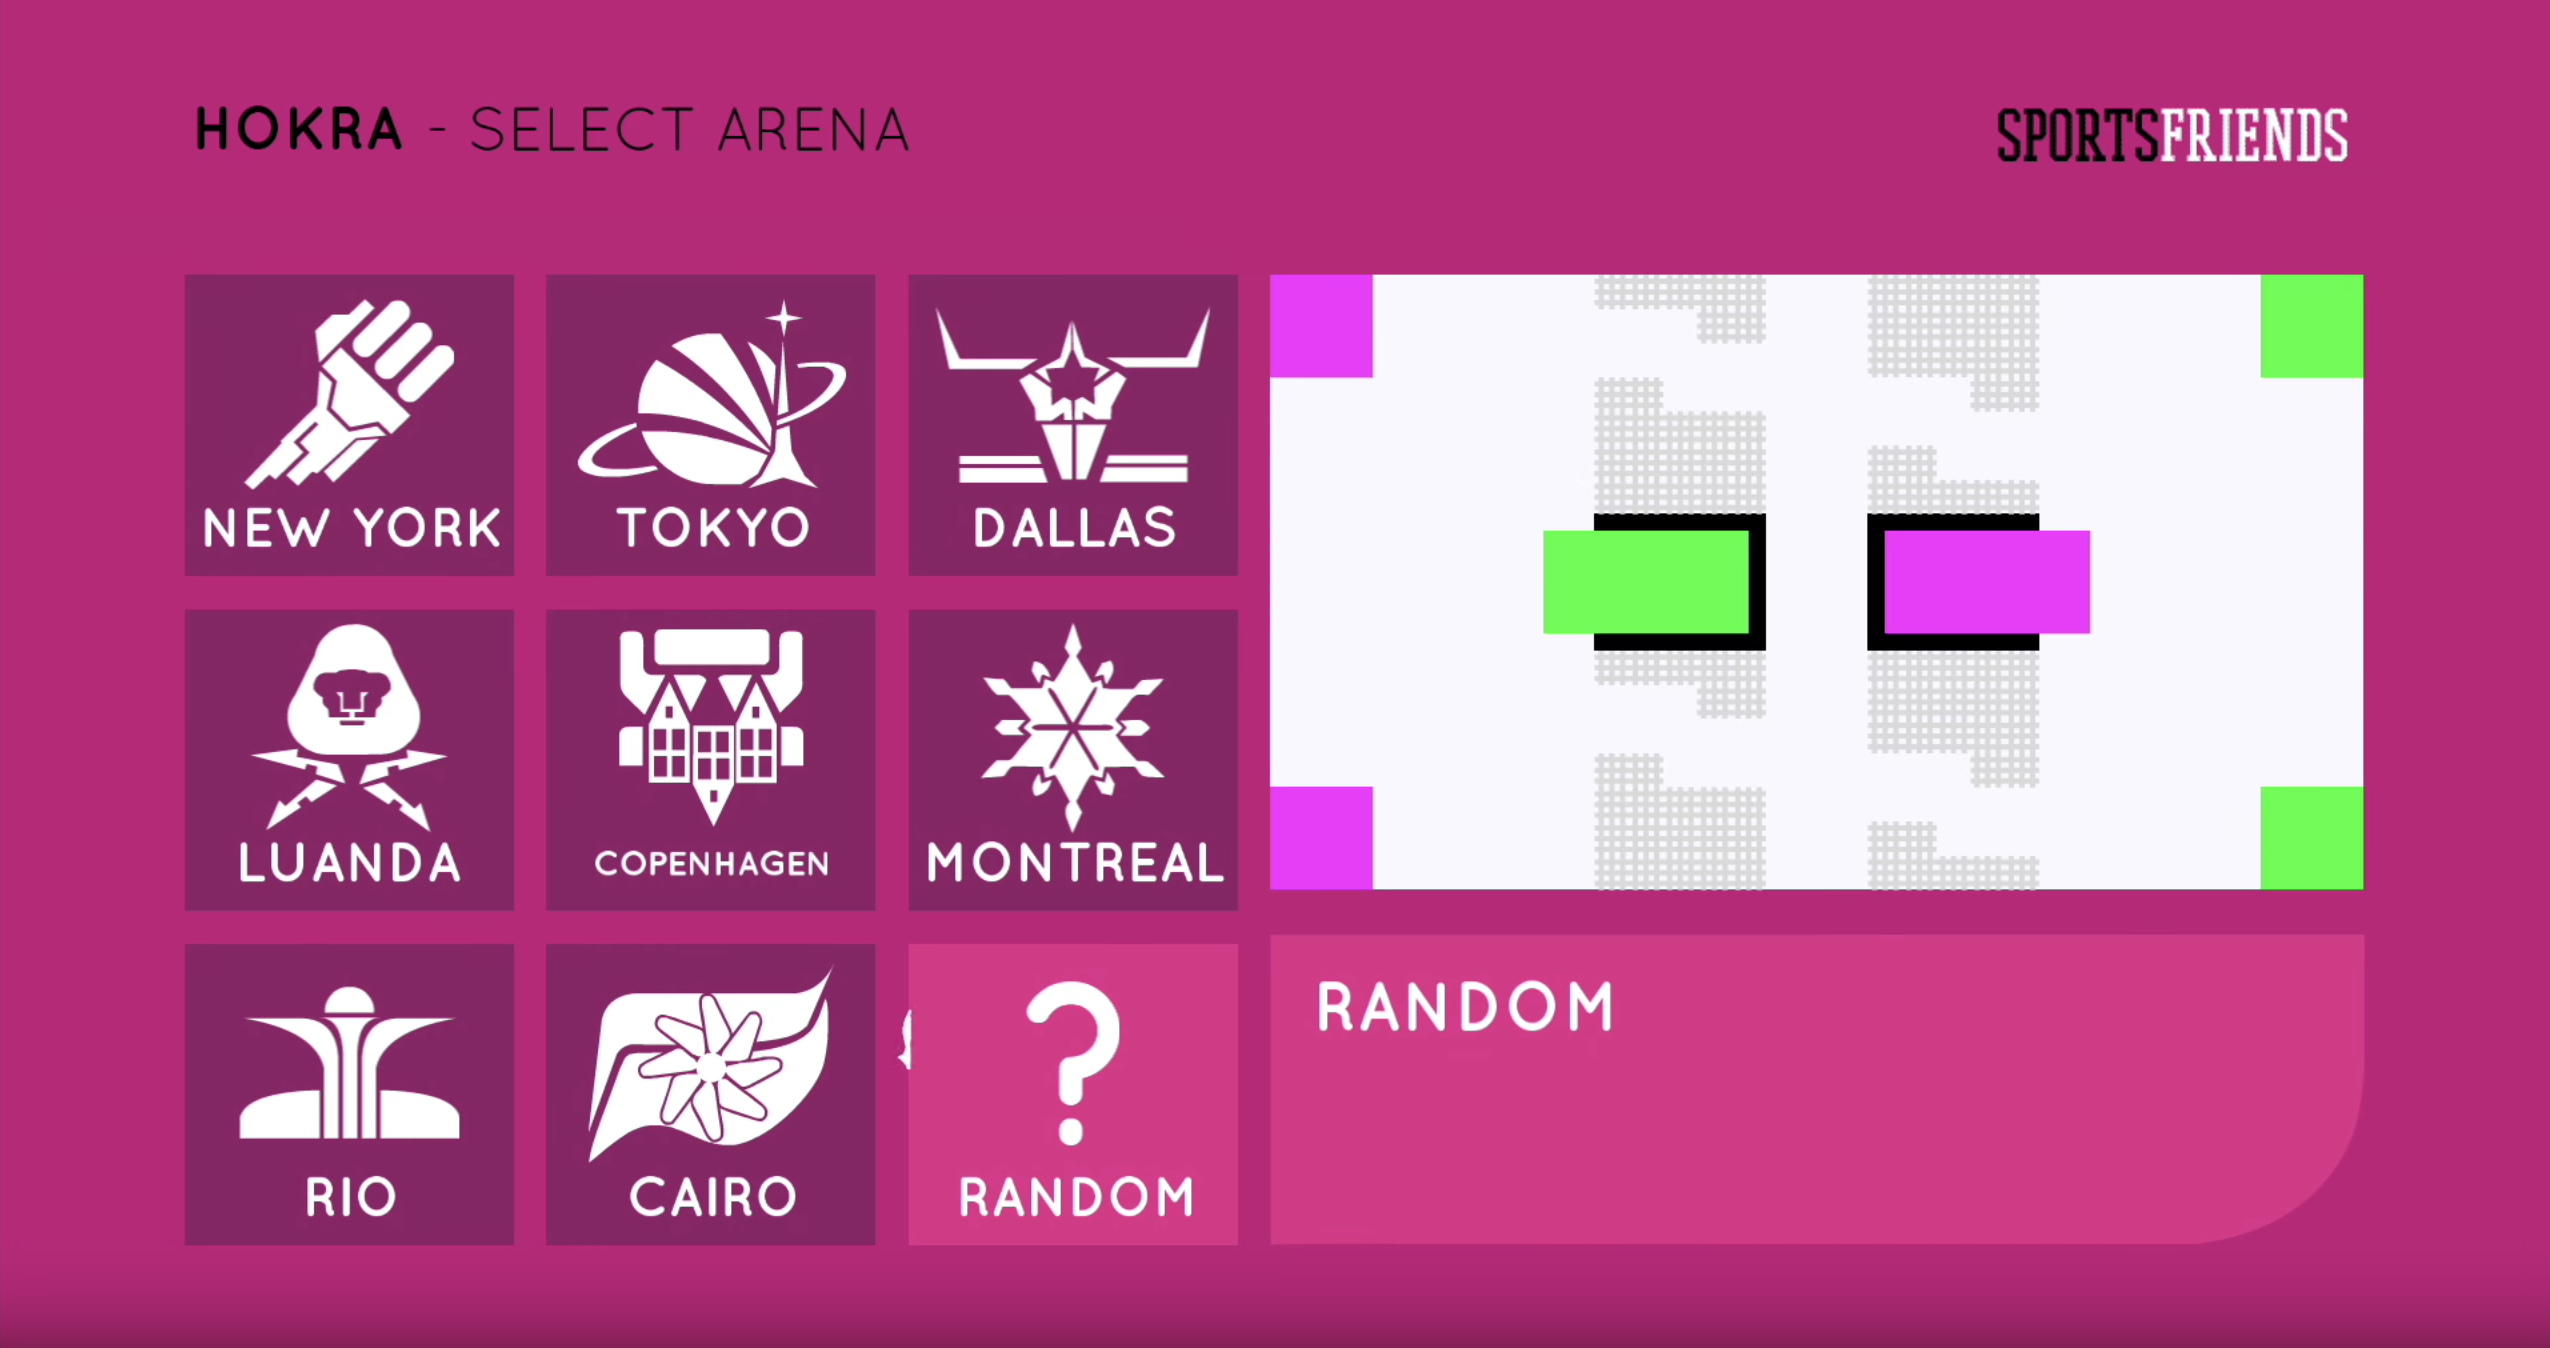 HOKRA - SELECT ARENA
SPORTSFRIENDS
NEW YORK
TOKYO
DALLAS
LUANDA
COPENHAGEN
MONTREAL
RIO
CAIRO
RANDOM
RANDOM